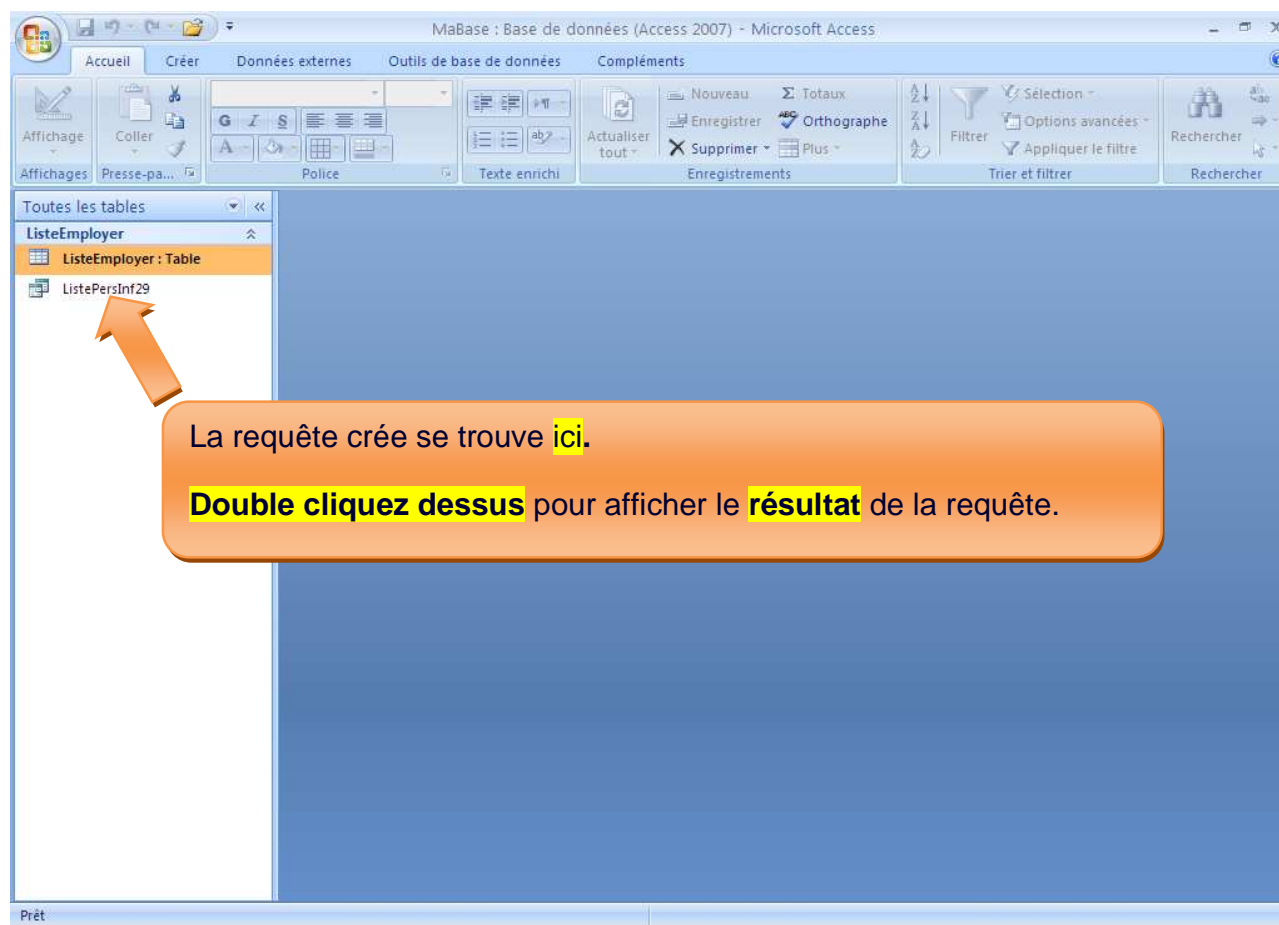 MaBase : Base de données (Access 2007) - Microsoft Access
Accueil Créer Données externes Outils de base de données Compléments
Affichage
Coller
G I S
A
ab
Actualiser
tout
Nouveau
Enregistrer
Supprimer
Σ Totaux
ABC Orthographe
Plus
Filtrer
Sélection
Options avancées
Appliquer le filtre
Rechercher
Affichages Presse-pa... Police Texte enrichi Enregistrements Trier et filtrer Rechercher
Toutes les tables
ListeEmployer
ListeEmployer : Table
ListePersInf29
La requête crée se trouve ici.
Double cliquez dessus pour afficher le résultat de la requête.
Prêt